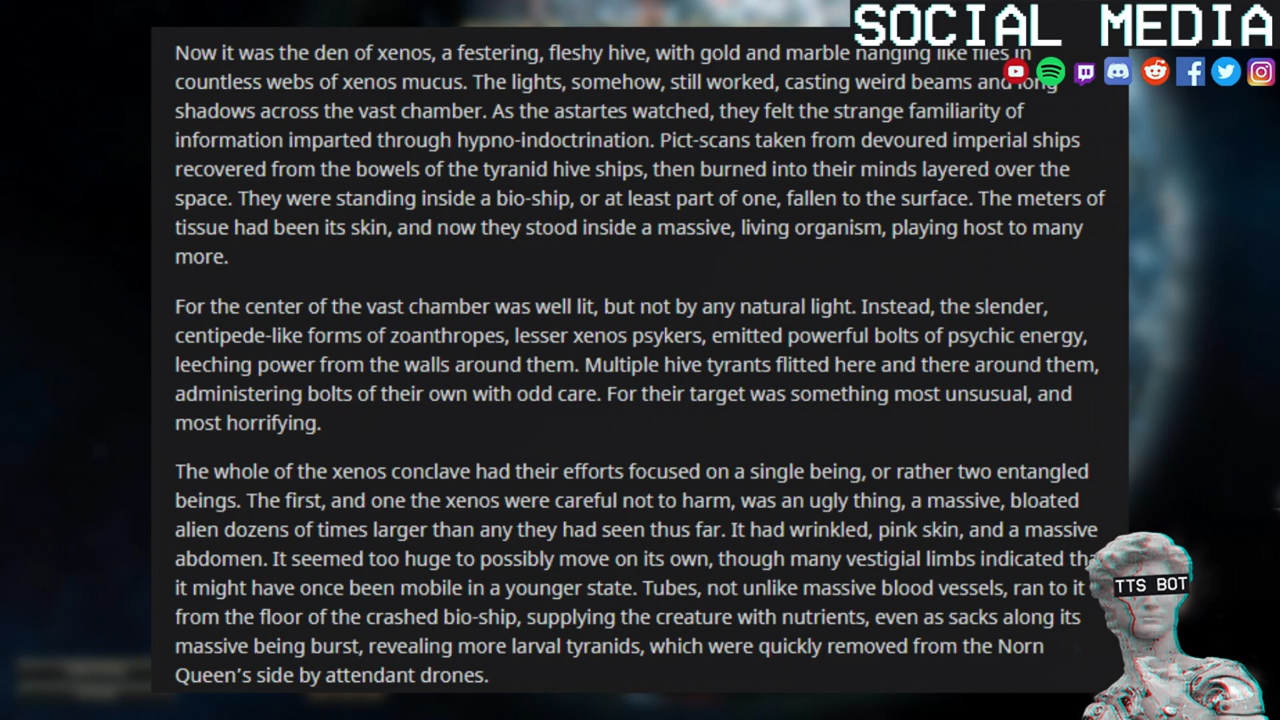 SOCIAL MEDIA
Now it was the den of xenos, a festering, fleshy hive, with gold and marble hanging like flies in
countless webs of xenos mucus. The lights, somehow, still worked, casting weird beams and long
shadows across the vast chamber. As the astartes watched, they felt the strange familiarity of
information imparted through hypno-indoctrination. Pict-scans taken from devoured imperial ships
recovered from the bowels of the tyranid hive ships, then burned into their minds layered over the
space. They were standing inside a bio-ship, or at least part of one, fallen to the surface. The meters of
tissue had been its skin, and now they stood inside a massive, living organism, playing host to many
more.
For the center of the vast chamber was well lit, but not by any natural light. Instead, the slender,
centipede-like forms of zoanthropes, lesser xenos psykers, emitted powerful bolts of psychic energy,
leeching power from the walls around them. Multiple hive tyrants flitted here and there around them,
administering bolts of their own with odd care. For their target was something most unsusual, and
most horrifying.
The whole of the xenos conclave had their efforts focused on a single being, or rather two entangled
beings. The first, and one the xenos were careful not to harm, was an ugly thing, a massive, bloated
alien dozens of times larger than any they had seen thus far. It had wrinkled, pink skin, and a massive
abdomen. It seemed too huge to possibly move on its own, though many vestigial limbs indicated tha
it might have once been mobile in a younger state. Tubes, not unlike massive blood vessels, ran to it
from the floor of the crashed bio-ship, supplying the creature with nutrients, even as sacks along its
massive being burst, revealing more larval tyranids, which were quickly removed from the Norn
Queen's side by attendant drones.
TTS BOT